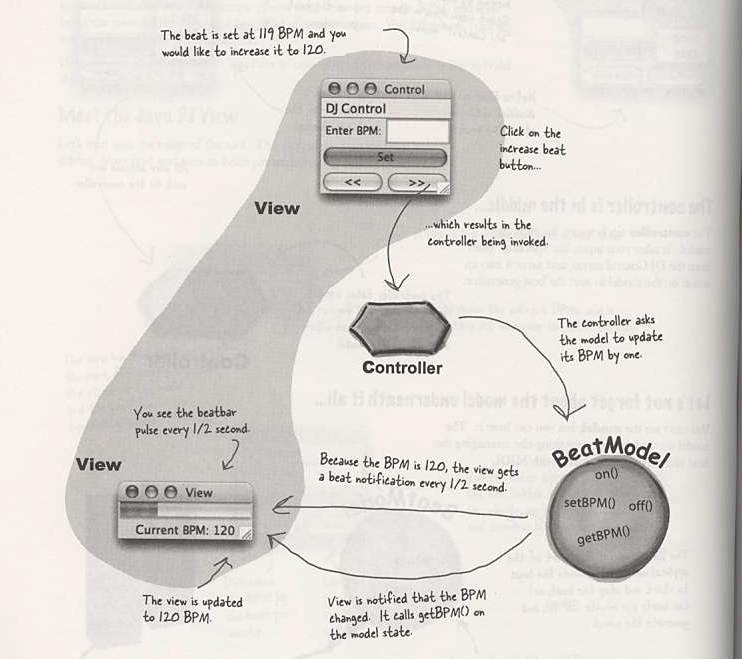 The beat is set at 119 BPM and you
would like to increase it to 120.
Control
DJ Control
Enter BPM:
Set
<<
>>
Click on the
increase beat
button...
View
...which results in the
controller being invoked.
Controller
The controller asks
the model to update
its BPM by one.
You see the beatbar
pulse every 1/2 second.
View
View
Current BPM: 120
Because the BPM is 120, the view gets
a beat notification every 1/2 second.
BeatModel
on()
setBPM()
off()
getBPM()
The view is updated
to 120 BPM.
View is notified that the BPM
changed. It calls getBPM() on
the model state.